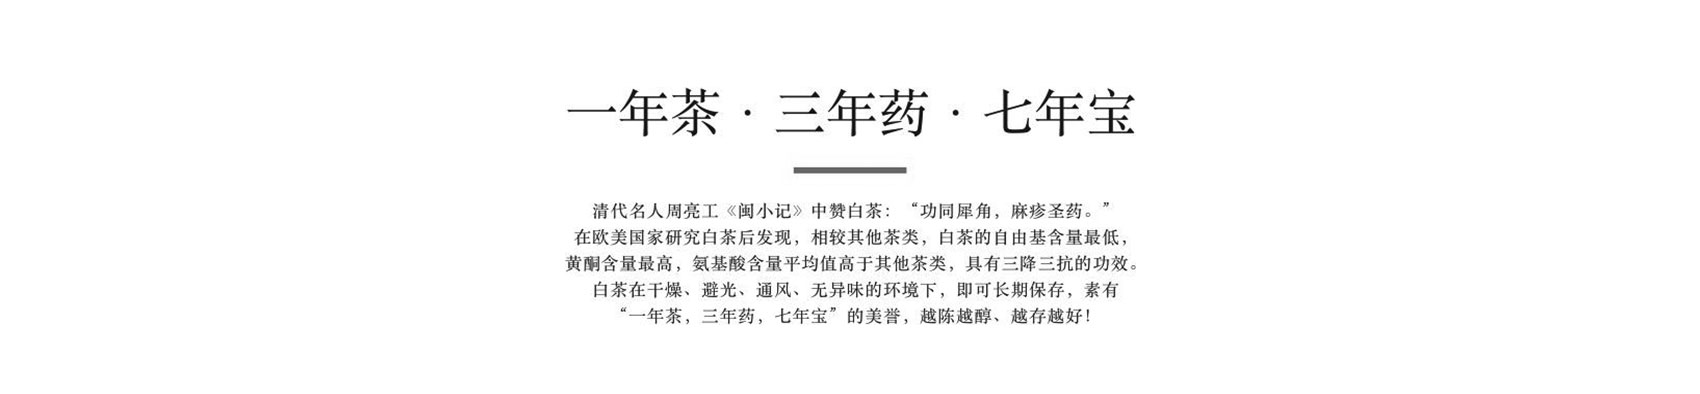 一年茶·三年药·七年宝
清代名人周亮工《闽小记》中赞白茶：“功同犀角，麻疹圣药。”
在欧美国家研究白茶后发现，相较其他茶类，白茶的自由基含量最低，
黄酮含量最高，氨基酸含量平均值高于其他茶类，具有三降三抗的功效。
白茶在干燥、避光、通风、无异味的环境下，即可长期保存，素有
“一年茶，三年药，七年宝”的美誉，越陈越醇、越存越好！